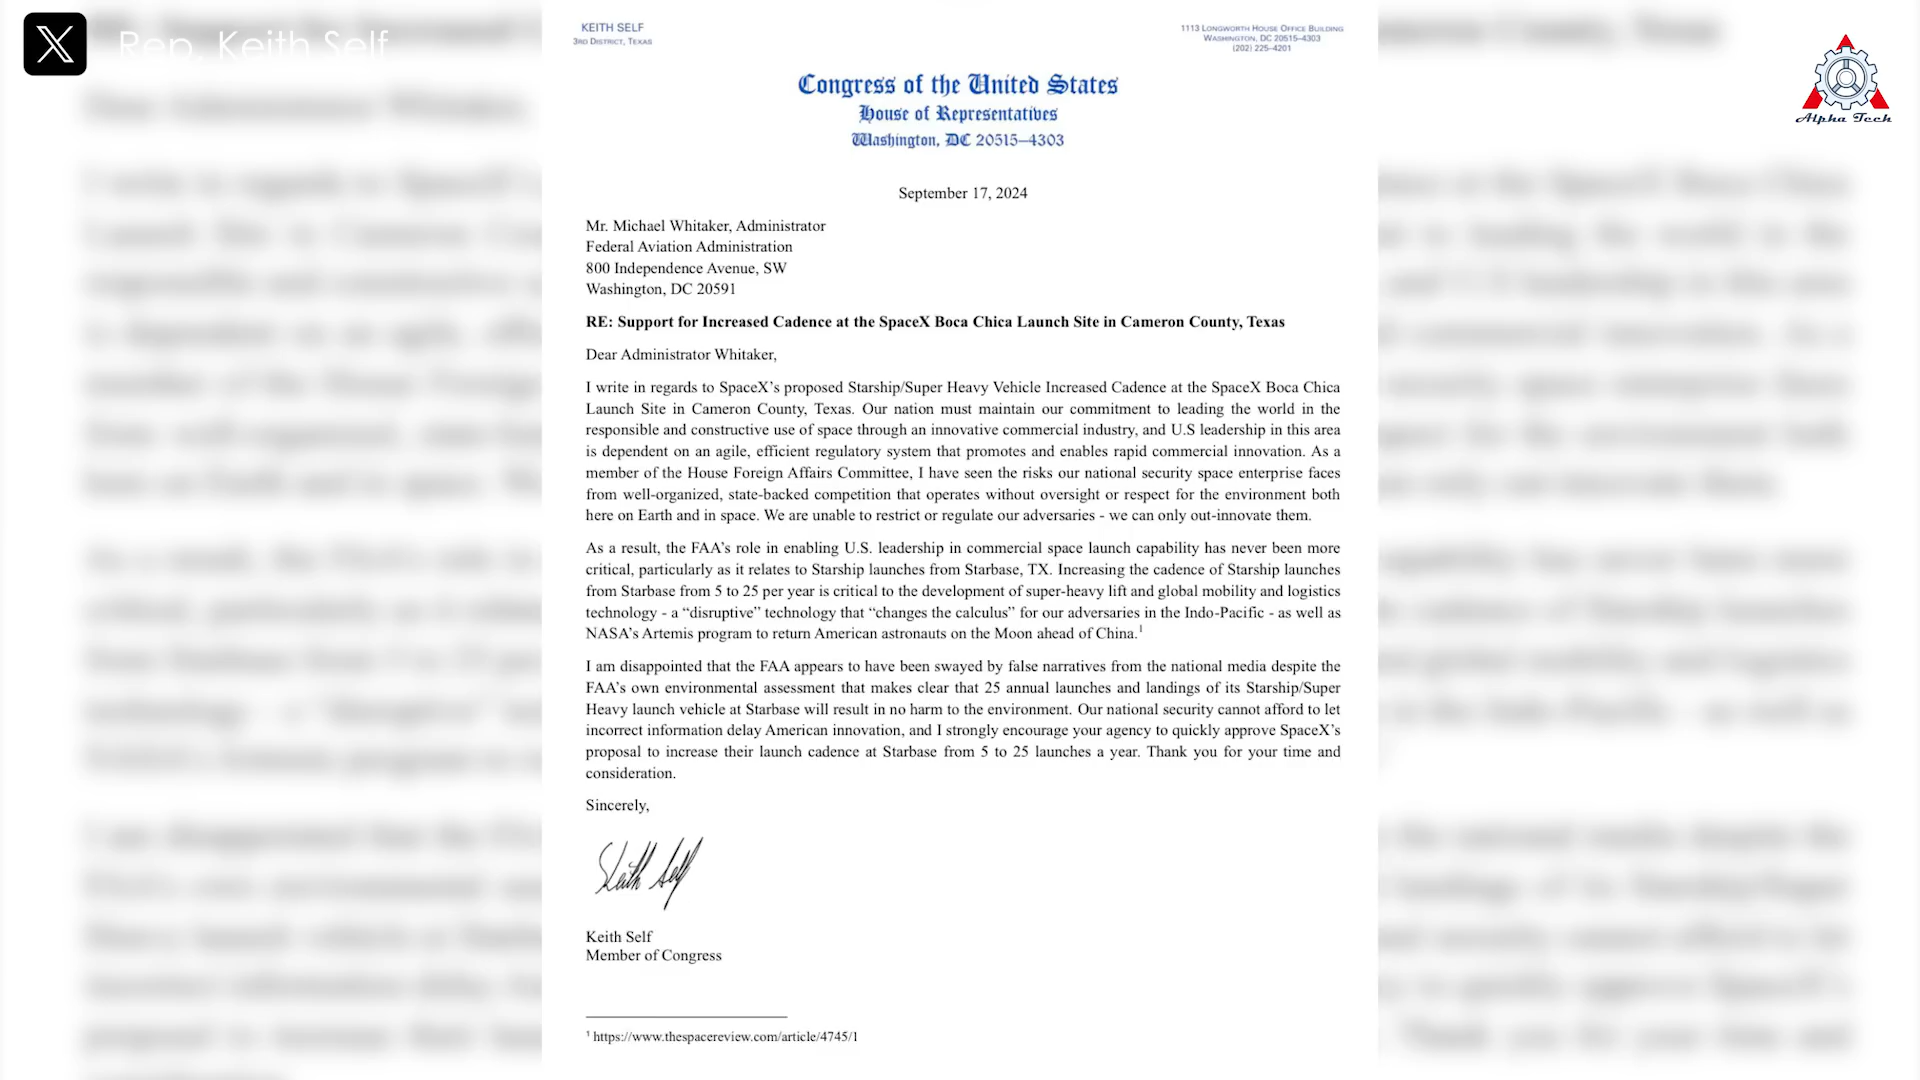 Rep. Keith Self
Alpha Tech
KEITH SELF
3RD DISTRICT, TEXAS
1113 LONGWORTH HOUSE OFFICE BUILDING
WASHINGTON, DC 20515–4303
(202) 225–4201
Congress of the United States
House of Representatives
Washington, DC 20515–4303
September 17, 2024
Mr. Michael Whitaker, Administrator
Federal Aviation Administration
800 Independence Avenue, SW
Washington, DC 20591
RE: Support for Increased Cadence at the SpaceX Boca Chica Launch Site in Cameron County, Texas
Dear Administrator Whitaker,
I write in regards to SpaceX’s proposed Starship/Super Heavy Vehicle Increased Cadence at the SpaceX Boca Chica
Launch Site in Cameron County, Texas. Our nation must maintain our commitment to leading the world in the
responsible and constructive use of space through an innovative commercial industry, and U.S leadership in this area
is dependent on an agile, efficient regulatory system that promotes and enables rapid commercial innovation. As a
member of the House Foreign Affairs Committee, I have seen the risks our national security space enterprise faces
from well-organized, state-backed competition that operates without oversight or respect for the environment both
here on Earth and in space. We are unable to restrict or regulate our adversaries - we can only out-innovate them.
As a result, the FAA’s role in enabling U.S. leadership in commercial space launch capability has never been more
critical, particularly as it relates to Starship launches from Starbase, TX. Increasing the cadence of Starship launches
from Starbase from 5 to 25 per year is critical to the development of super-heavy lift and global mobility and logistics
technology - a “disruptive” technology that “changes the calculus” for our adversaries in the Indo-Pacific - as well as
NASA’s Artemis program to return American astronauts on the Moon ahead of China.¹
I am disappointed that the FAA appears to have been swayed by false narratives from the national media despite the
FAA’s own environmental assessment that makes clear that 25 annual launches and landings of its Starship/Super
Heavy launch vehicle at Starbase will result in no harm to the environment. Our national security cannot afford to let
incorrect information delay American innovation, and I strongly encourage your agency to quickly approve SpaceX’s
proposal to increase their launch cadence at Starbase from 5 to 25 launches a year. Thank you for your time and
consideration.
Sincerely,
Keith Self
Keith Self
Member of Congress
¹ https://www.thespacereview.com/article/4745/1